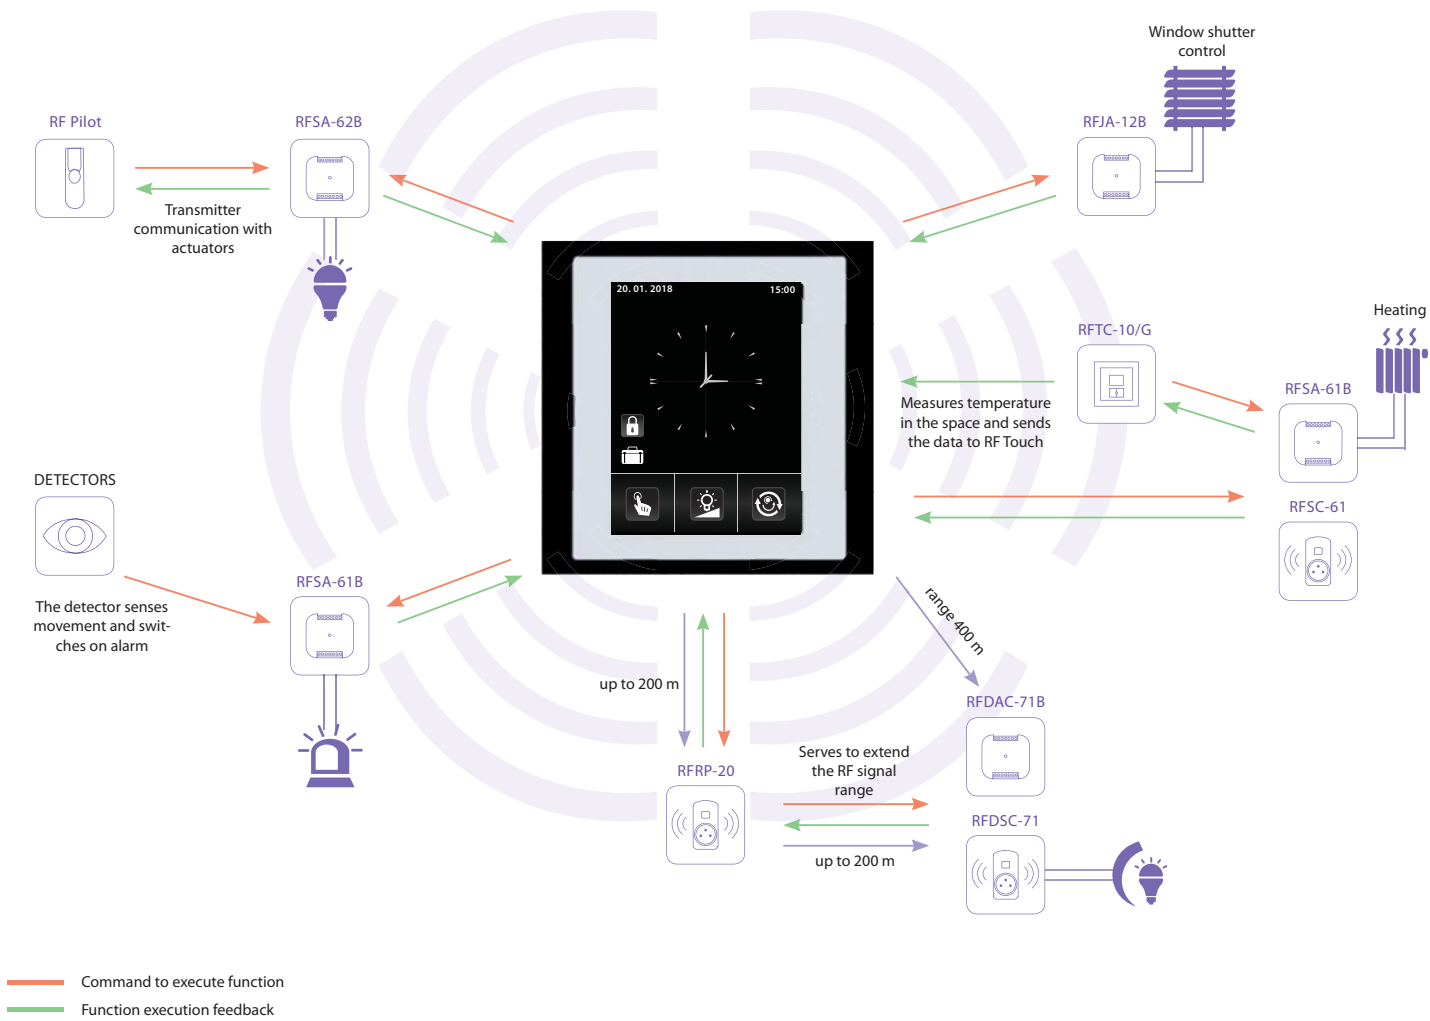 Window shutter
control
RF Pilot
RFSA-62B
RFJA-12B
Transmitter
communication with
actuators
20. 01. 2018
15:00
Heating
RFTC-10/G
RFSA-61B
Measures temperature
in the space and sends
the data to RF Touch
DETECTORS
RFSC-61
RFSA-61B
The detector senses
movement and swit-
ches on alarm
range 400 m
up to 200 m
RFDAC-71B
Serves to extend
the RF signal
range
RFRP-20
RFDSC-71
up to 200 m
Command to execute function
Function execution feedback